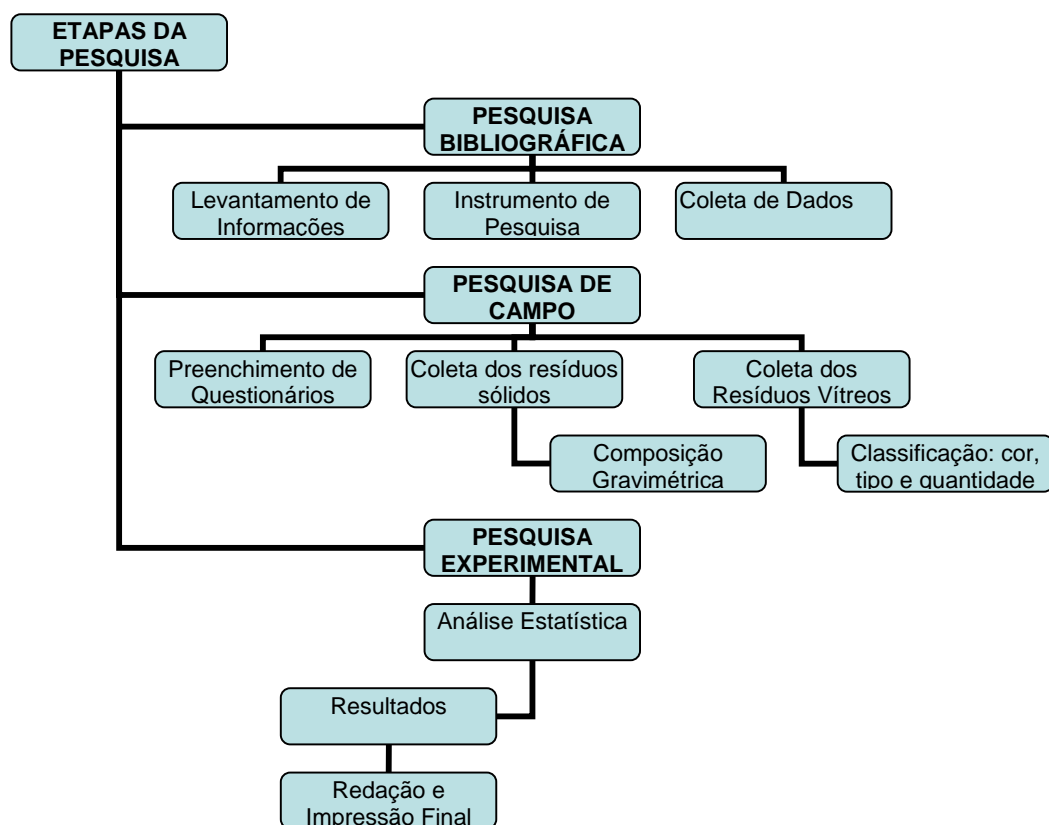 ETAPAS DA
PESQUISA
PESQUISA
BIBLIOGRÁFICA
Levantamento de
Informações
Instrumento de
Pesquisa
Coleta de Dados
PESQUISA DE
CAMPO
Preenchimento de
Questionários
Coleta dos resíduos
sólidos
Coleta dos
Resíduos Vítreos
Composição
Gravimétrica
Classificação: cor,
tipo e quantidade
PESQUISA
EXPERIMENTAL
Análise Estatística
Resultados
Redação e
Impressão Final